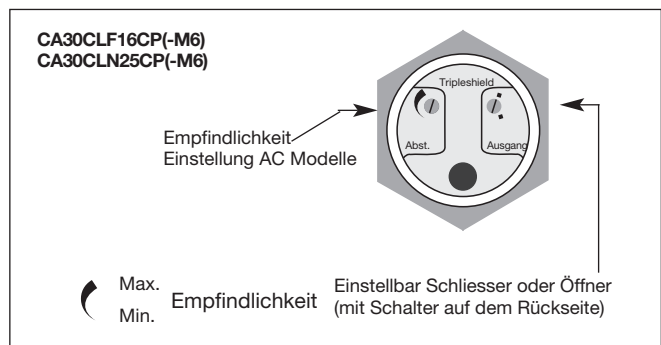 CA30CLF16CP(-M6)
CA30CLN25CP(-M6)
Tripleshield
Abst.
Ausgang
Empfindlichkeit
Einstellung AC Modelle
Max.
Min.
Empfindlichkeit
Einstellbar Schliesser oder Öffner
(mit Schalter auf dem Rückseite)